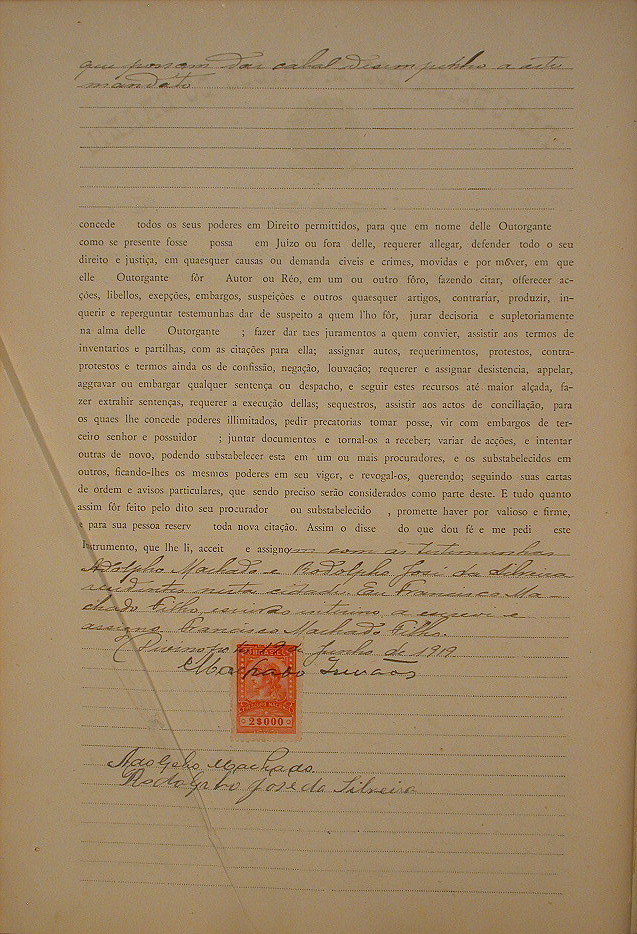 que possam dar cabal desempenho a este
mandato
concede todos os seus poderes em Direito permittidos, para que em nome delle Outorgante
como se presente fosse possa em Juizo ou fora delle, requerer allegar, defender todo o seu
direito e justiça, em quaesquer causas ou demanda civeis e crimes, movidas e por mover, em que
elle Outorgante fôr Autor ou Réo, em um ou outro fôro, fazendo citar, offerecer ac-
ções, libellos, exepções, embargos, suspeições e outros quaesquer artigos, contrariar, produzir, in-
querir e reperguntar testemunhas dar de suspeito a quem l'ho fôr, jurar decisoria e supletoriamente
na alma delle Outorgante ; fazer dar taes juramentos a quem convier, assistir aos termos de
inventarios e partilhas, com as citações para ella; assignar autos, requerimentos, protestos, contra-
protestos e termos ainda os de confissão, negação, louvação; requerer e assignar desistencia, appelar,
aggravar ou embargar qualquer sentença ou despacho, e seguir estes recursos até maior alçada, fa-
zer extrahir sentenças, requerer a execução dellas; sequestros, assistir aos actos de conciliação, para
os quaes lhe concede poderes illimitados, pedir precatorias tomar posse, vir com embargos de ter-
ceiro senhor e possuidor ; juntar documentos e tornal-os a receber; variar de acções, e intentar
outras de novo, podendo substabelecer esta em um ou mais procuradores, e os substabelecidos em
outros, ficando-lhes os mesmos poderes em seu vigor, e revogal-os, querendo; seguindo suas cartas
de ordem e avisos particulares, que sendo preciso serão considerados como parte deste. E tudo quanto
assim fôr feito pelo dito seu procurador ou substabelecido , promette haver por valioso e firme,
e para sua pessoa reserv toda nova citação. Assim o disse do que dou fé e me pedi este
Instrumento, que lhe li, acceit e assignam com as testemunhas
Adolpho Machado e Rodolpho José da Silveira
residentes nesta cidade. Eu Francisco Ma-
chado Filho, escrivão interino, a escrevi e
assigno. Francisco Machado Filho.
19 de Junho de 1919
BRASIL
Machado Irmãos
THESOURO NACIONAL
2$000
Adolpho Machado.
Rodolpho José da Silveira